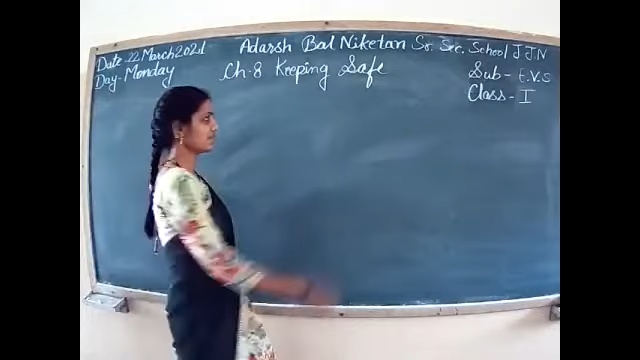 Date-22 March 2021
Day-Monday
Adarsh Bal Niketan Sr. Sec. School JJN
Ch-8 Keeping Safe
Sub-E.V.S
Class-I